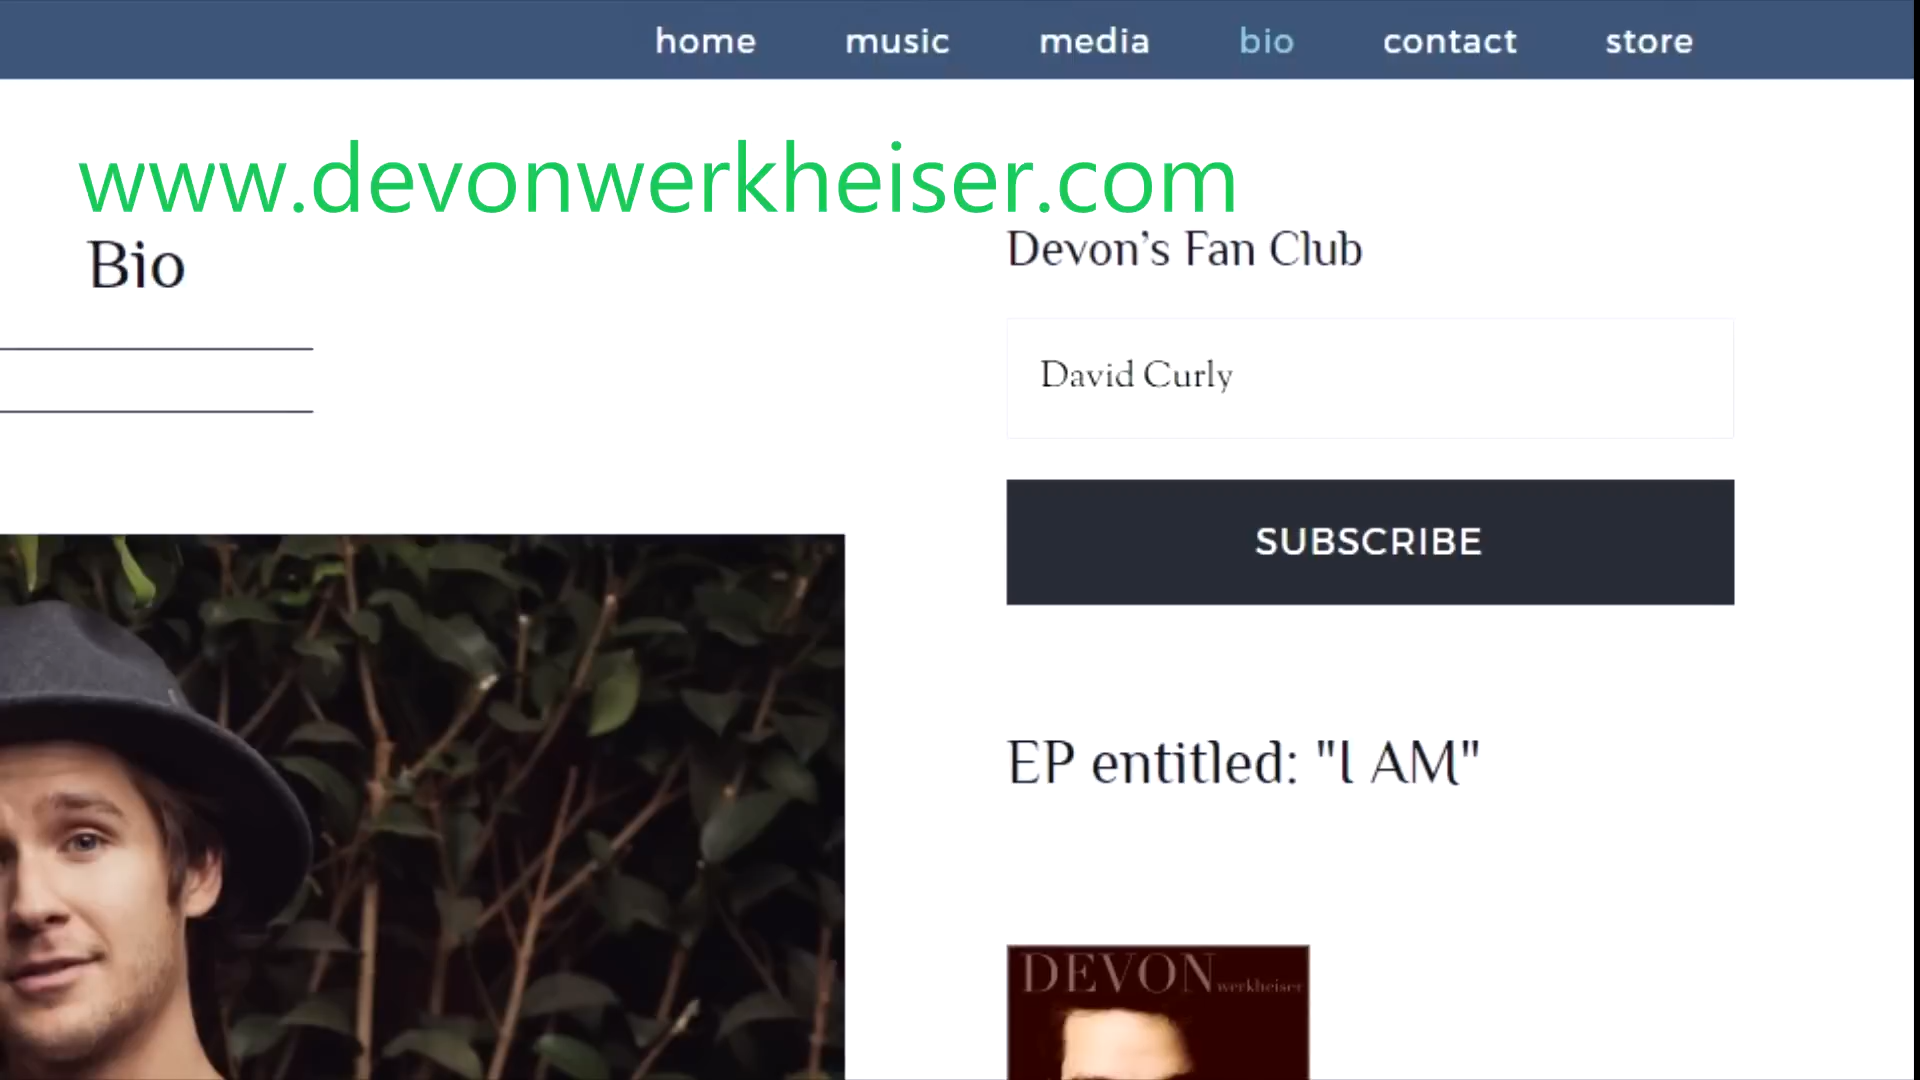 home music media bio contact store
www.devonwerkheiser.com
Bio
Devon’s Fan Club
David Curly
SUBSCRIBE
EP entitled: "I AM"
DEVON werkheiser